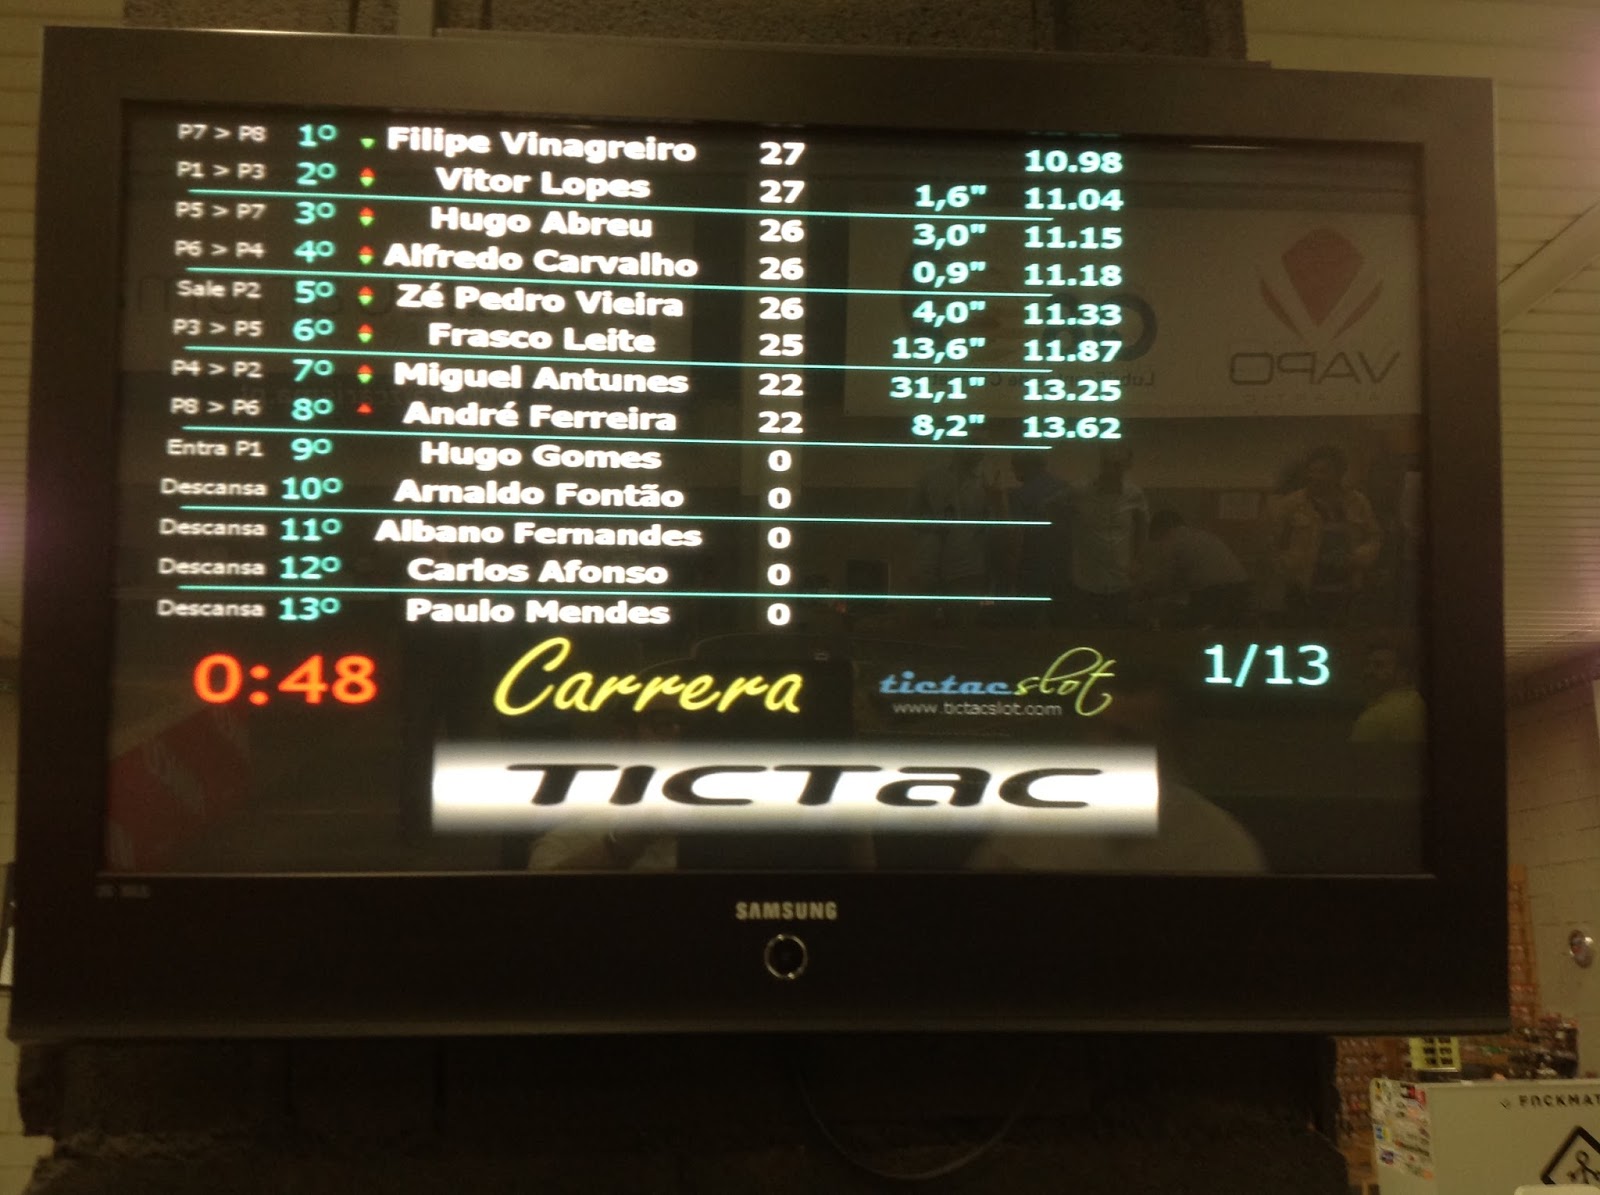 P7 > P8 1º Filipe Vinagreiro 27 10.98
P1 > P3 2º Vitor Lopes 27 1,6" 11.04
P5 > P7 3º Hugo Abreu 26 3,0" 11.15
P6 > P4 4º Alfredo Carvalho 26 0,9" 11.18
Sale P2 5º Zé Pedro Vieira 26 4,0" 11.33
P3 > P5 6º Frasco Leite 25 13,6" 11.87
P4 > P2 7º Miguel Antunes 22 31,1" 13.25
P8 > P6 8º André Ferreira 22 8,2" 13.62
Entra P1 9º Hugo Gomes 0
Descansa 10º Arnaldo Fontão 0
Descansa 11º Albano Fernandes 0
Descansa 12º Carlos Afonso 0
Descansa 13º Paulo Mendes 0
0:48 Carrera tictacslot 1/13
www.tictacslot.com
TICTAC
VAPO
SAMSUNG